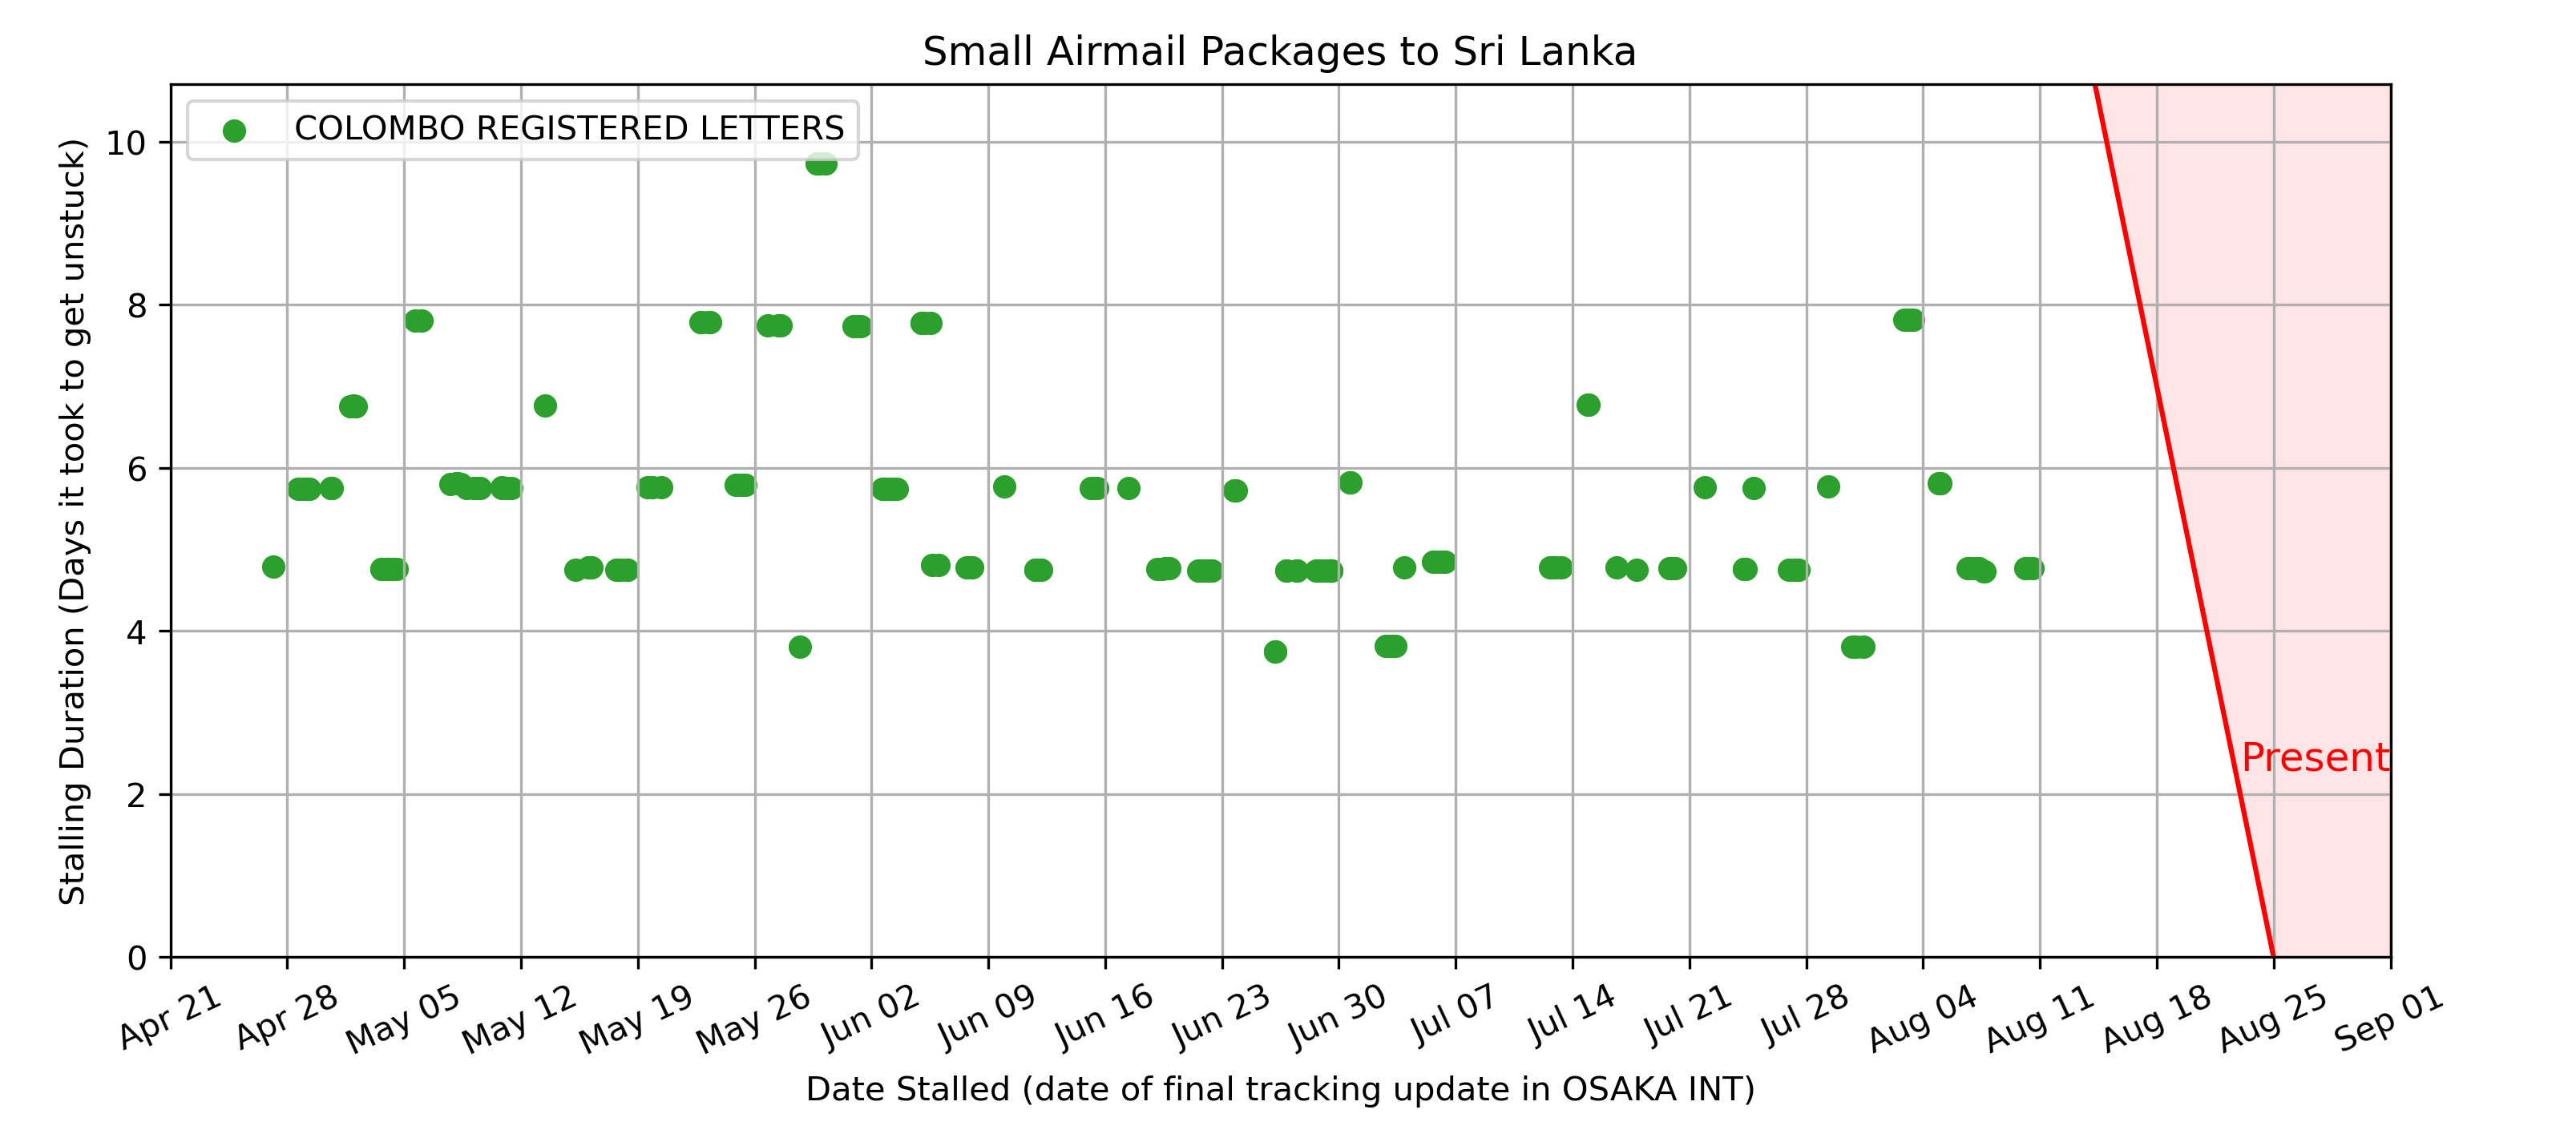 Small Airmail Packages to Sri Lanka
COLOMBO REGISTERED LETTERS
Stalling Duration (Days it took to get unstuck)
10
8
6
4
2
0
Present
Apr 21
Apr 28
May 05
May 12
May 19
May 26
Jun 02
Jun 09
Jun 16
Jun 23
Jun 30
Jul 07
Jul 14
Jul 21
Jul 28
Aug 04
Aug 11
Aug 18
Aug 25
Sep 01
Date Stalled (date of final tracking update in OSAKA INT)